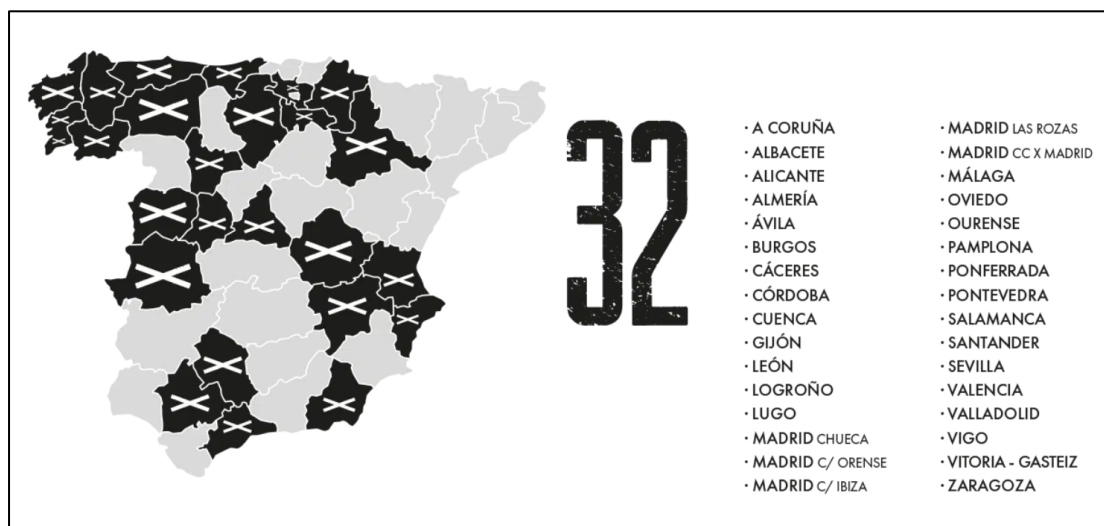 32
· A CORUÑA
· ALBACETE
· ALICANTE
· ALMERÍA
· ÁVILA
· BURGOS
· CÁCERES
· CÓRDOBA
· CUENCA
· GIJÓN
· LEÓN
· LOGROÑO
· LUGO
· MADRID CHUECA
· MADRID C/ ORENSE
· MADRID C/ IBIZA
· MADRID LAS ROZAS
· MADRID CC X MADRID
· MÁLAGA
· OVIEDO
· OURENSE
· PAMPLONA
· PONFERRADA
· PONTEVEDRA
· SALAMANCA
· SANTANDER
· SEVILLA
· VALENCIA
· VALLADOLID
· VIGO
· VITORIA - GASTEIZ
· ZARAGOZA